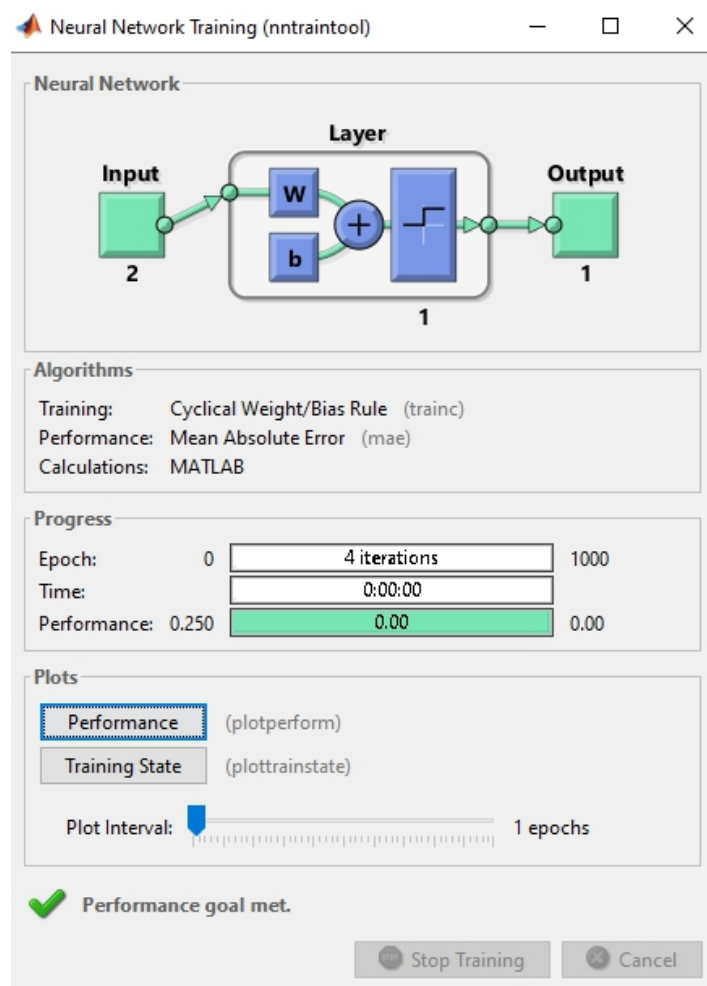 Neural Network Training (nntraintool)
Neural Network
Layer
Input
Output
W
b
+
2
1
1
Algorithms
Training: Cyclical Weight/Bias Rule (trainc)
Performance: Mean Absolute Error (mae)
Calculations: MATLAB
Progress
Epoch: 0 4 iterations 1000
Time: 0:00:00
Performance: 0.250 0.00 0.00
Plots
Performance (plotperform)
Training State (plottrainstate)
Plot Interval: 1 epochs
Performance goal met.
Stop Training Cancel